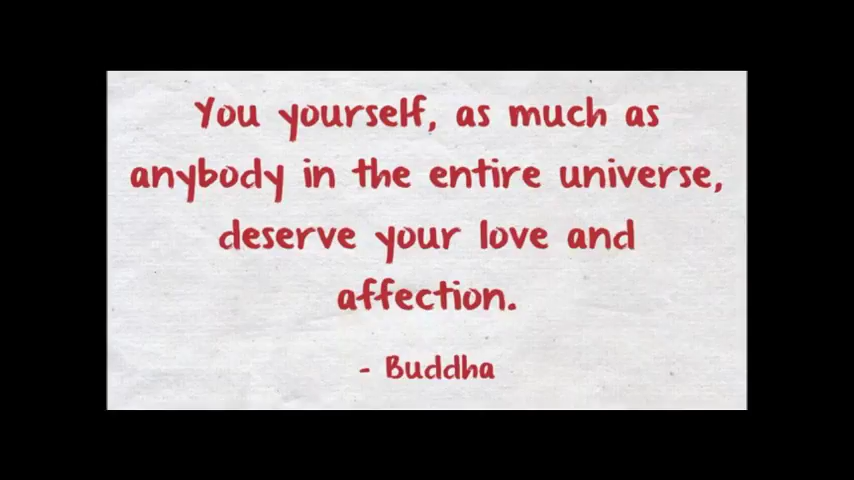 You yourself, as much as
anybody in the entire universe,
deserve your love and
affection.
- Buddha